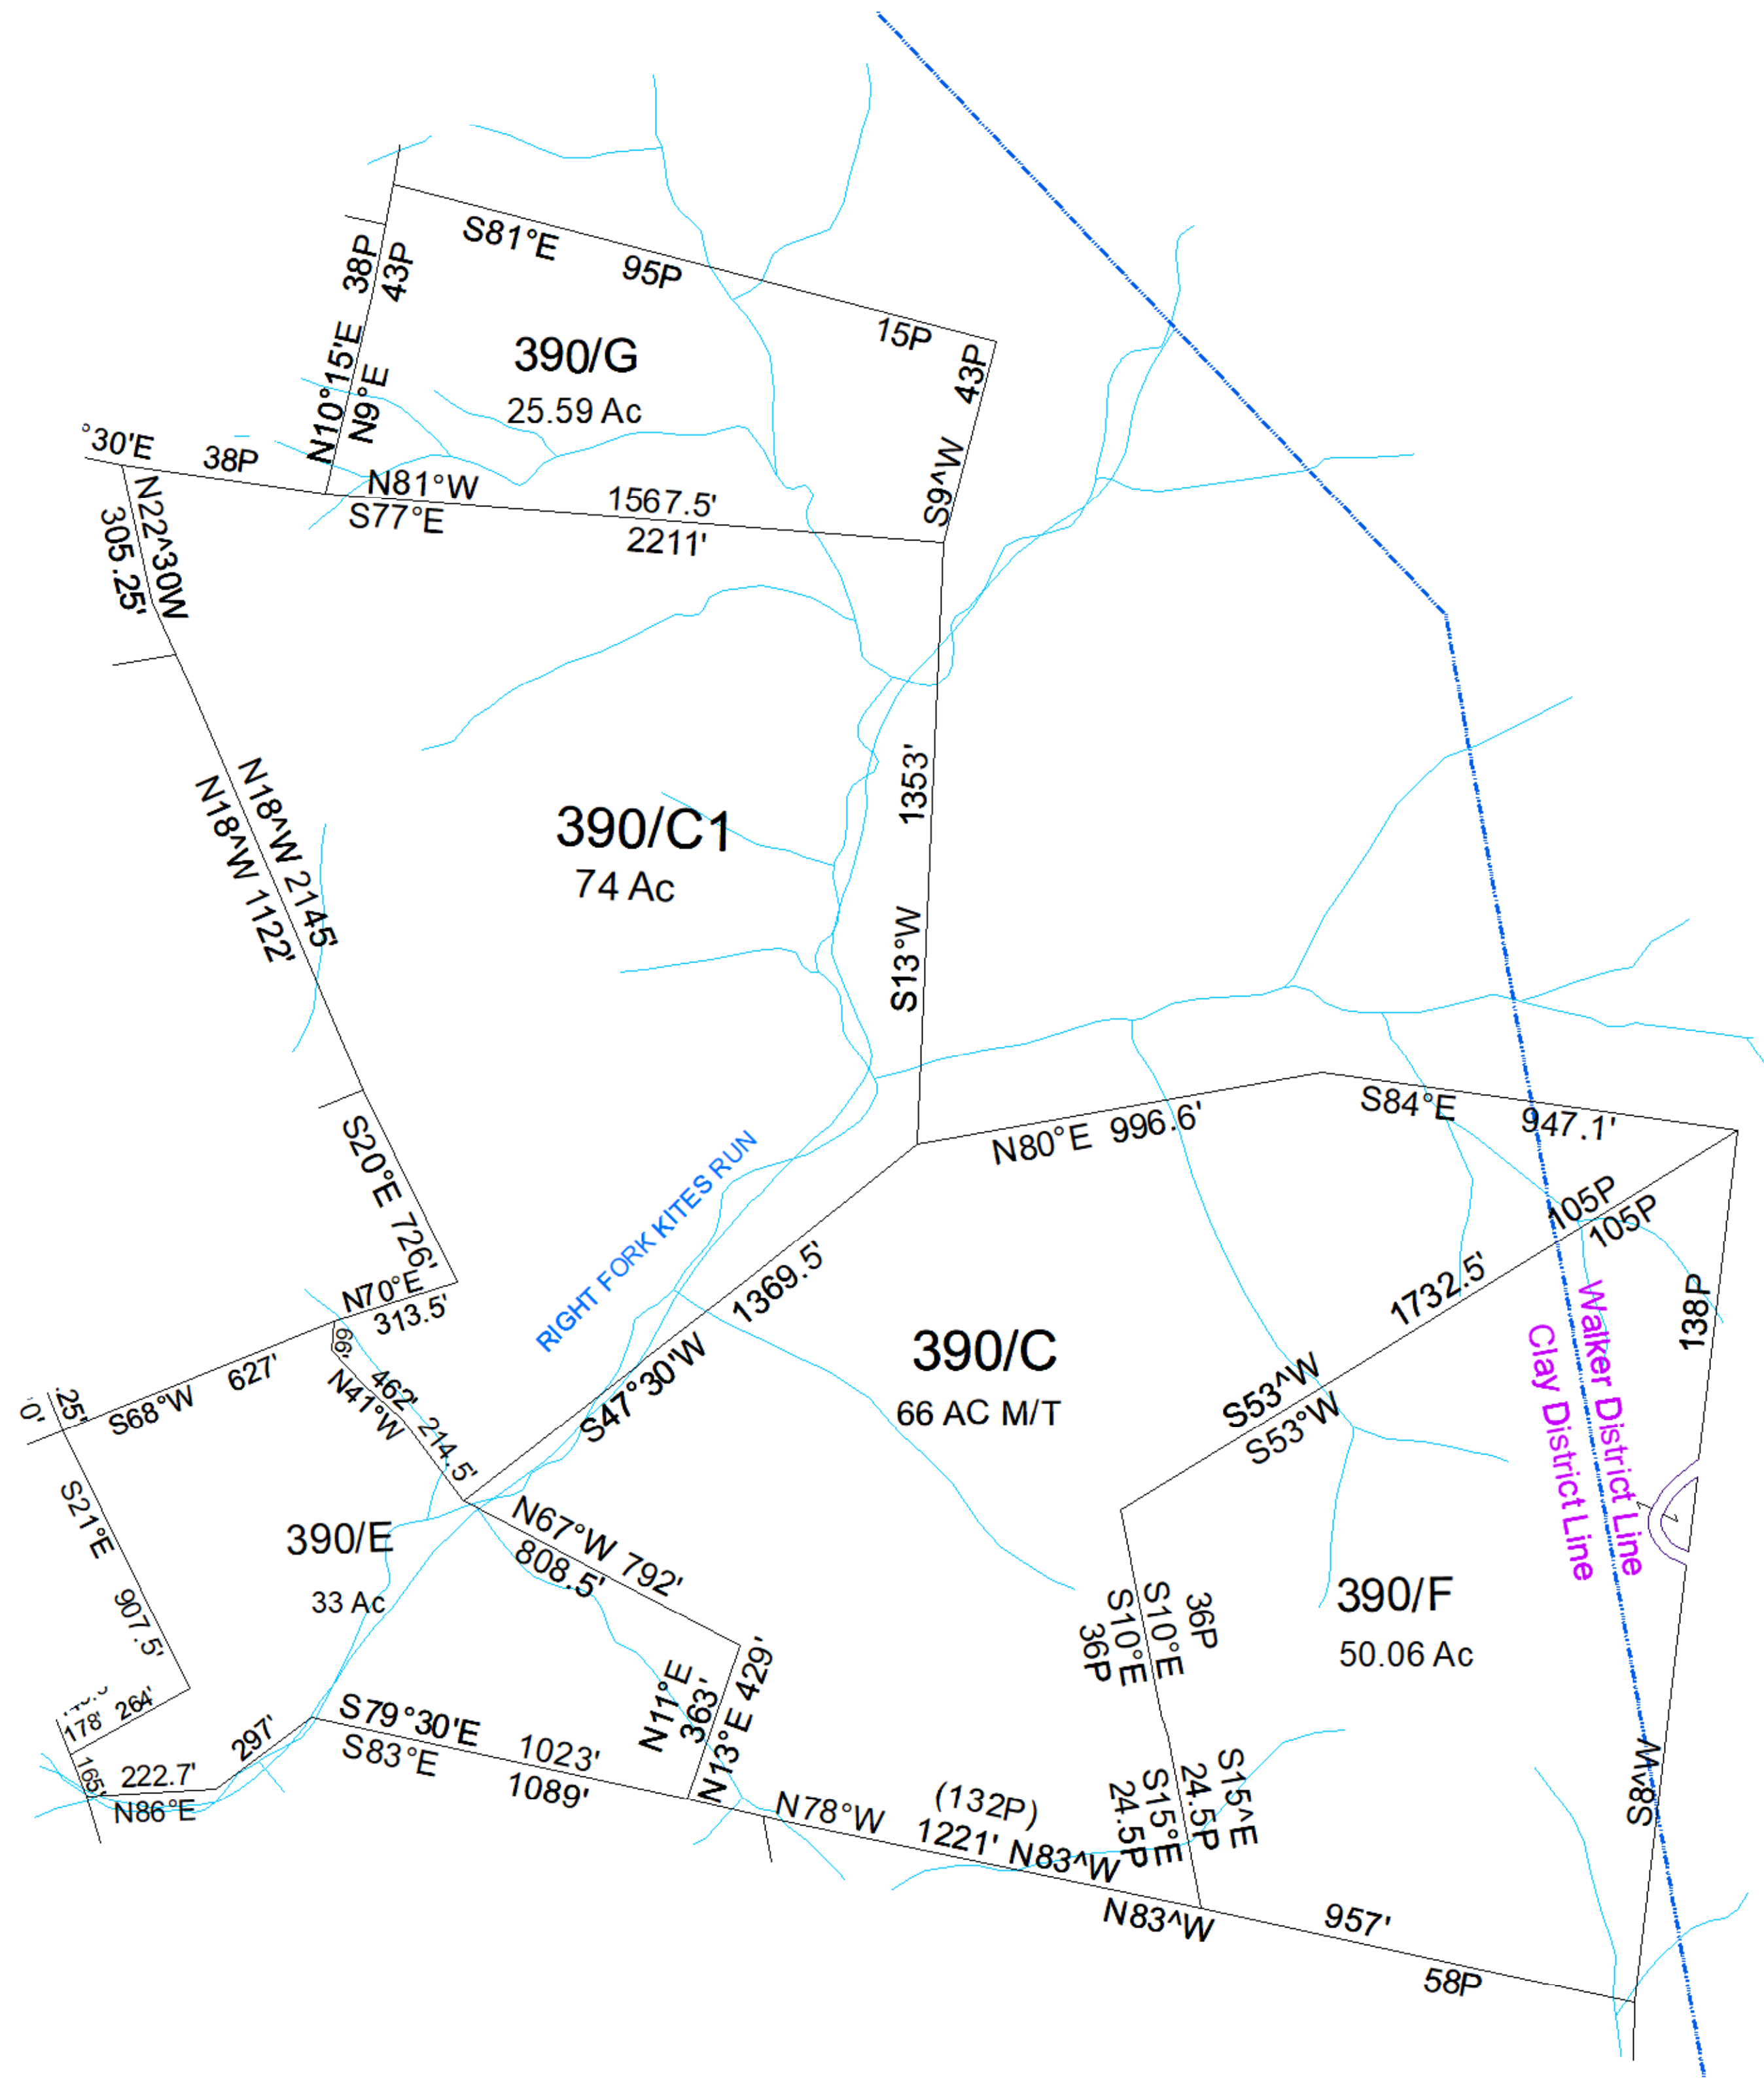 S81°E
95P
15P
38P
43P
N10°15'E
N9°E
390/G
25.59 Ac
43P
S9^W
°30'E
38P
N81°W
1567.5'
S77°E
2211'
N22^30W
305.25'
1353'
S13°W
390/C1
74 Ac
N18^W 2145'
N18^W 1122'
S20°E 726'
N70°E
313.5'
66'
RIGHT FORK KITES RUN
N80°E 996.6'
S84°E
947.1'
105P
105P
1732.5'
S53^W
S53°W
138P
Walker District Line
Clay District Line
1369.5'
S47°30'W
390/C
66 AC M/T
S68°W
627'
.25'
0'
462'
214.5'
N41°W
S21°E
907.5'
390/E
33 Ac
N67°W 792'
808.5'
264'
178'
165'
222.7'
N86°E
297'
S79°30'E
1023'
S83°E
1089'
N11°E
363'
N13°E 429'
36P
S10°E
S10°E
36P
390/F
50.06 Ac
S15^E
24.5P
S15°E
24.5P
S8^W
N78°W
(132P)
1221'
N83^W
N83^W
957'
58P